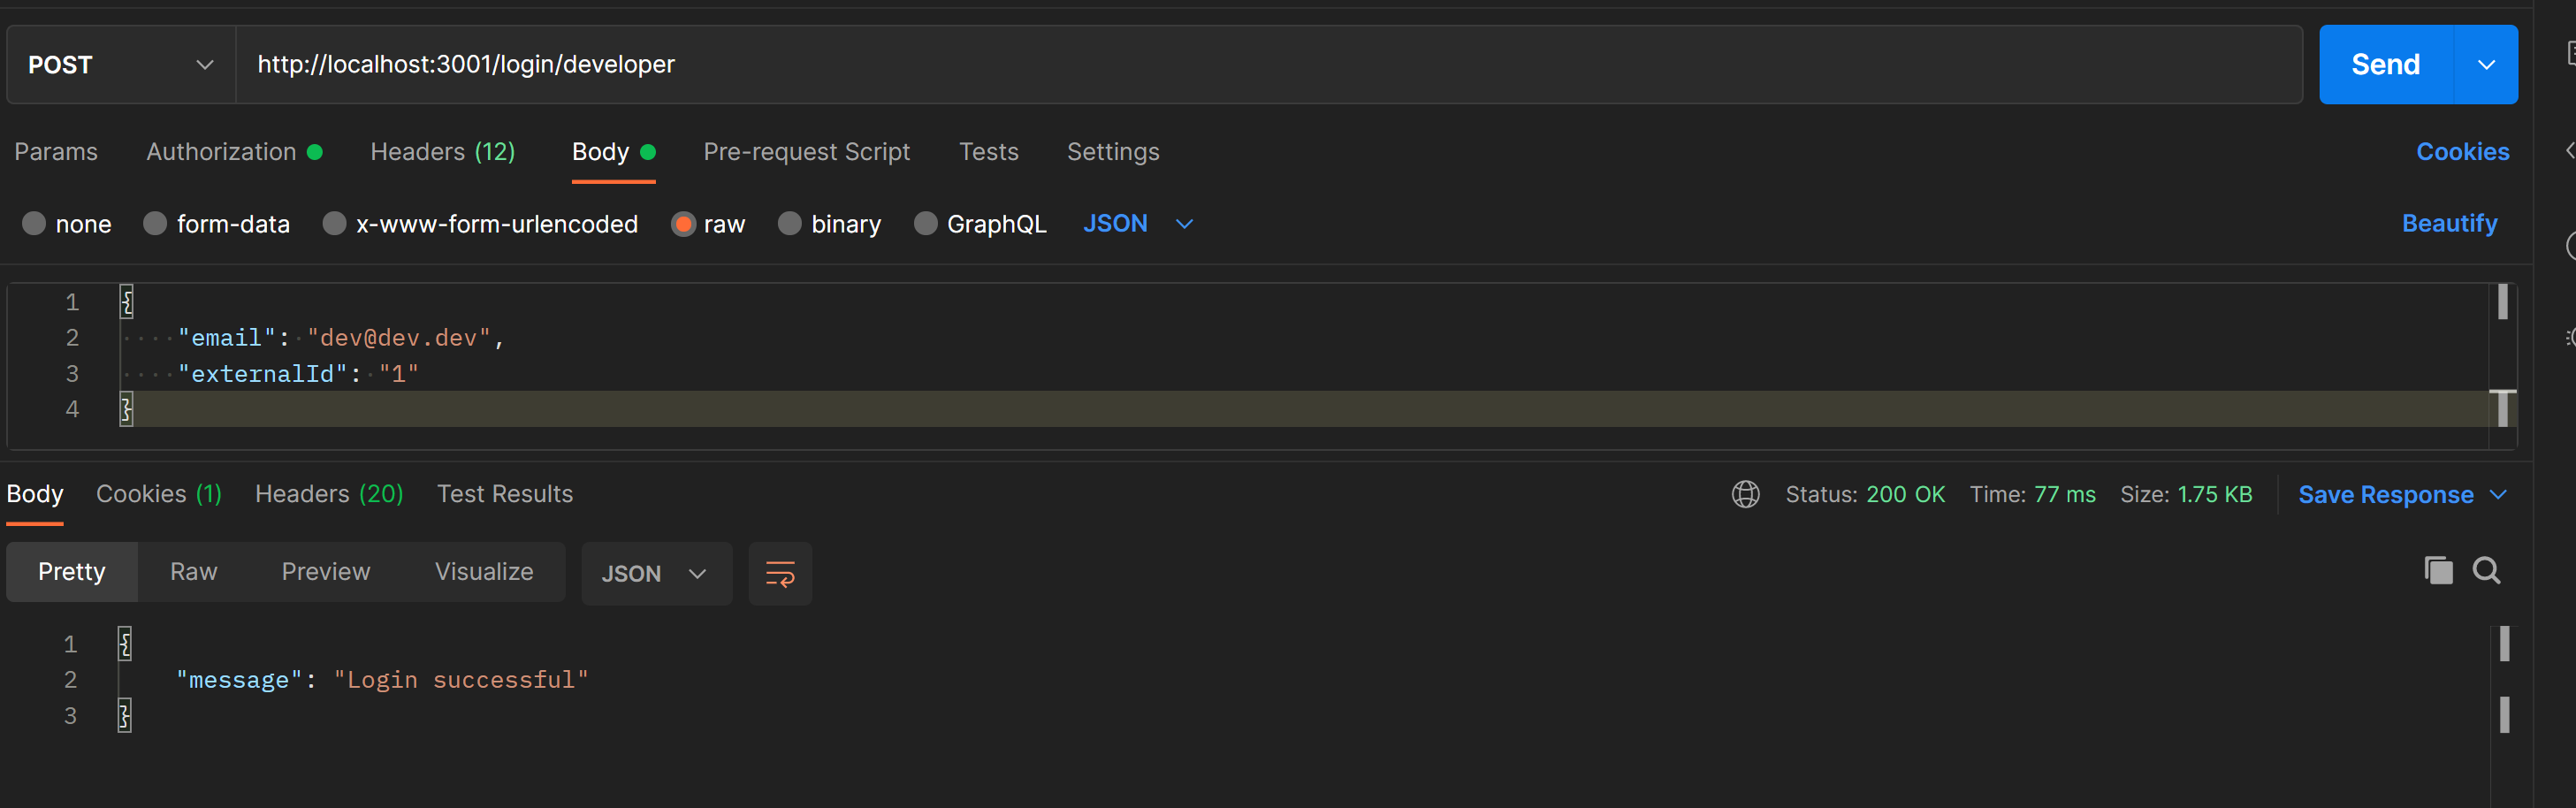 POST http://localhost:3001/login/developer Send
Params Authorization Headers (12) Body Pre-request Script Tests Settings Cookies
none form-data x-www-form-urlencoded raw binary GraphQL JSON Beautify
1 {
2 "email": "dev@dev.dev",
3 "externalId": "1"
4 }
Body Cookies (1) Headers (20) Test Results Status: 200 OK Time: 77 ms Size: 1.75 KB Save Response
Pretty Raw Preview Visualize JSON
1 {
2 "message": "Login successful"
3 }